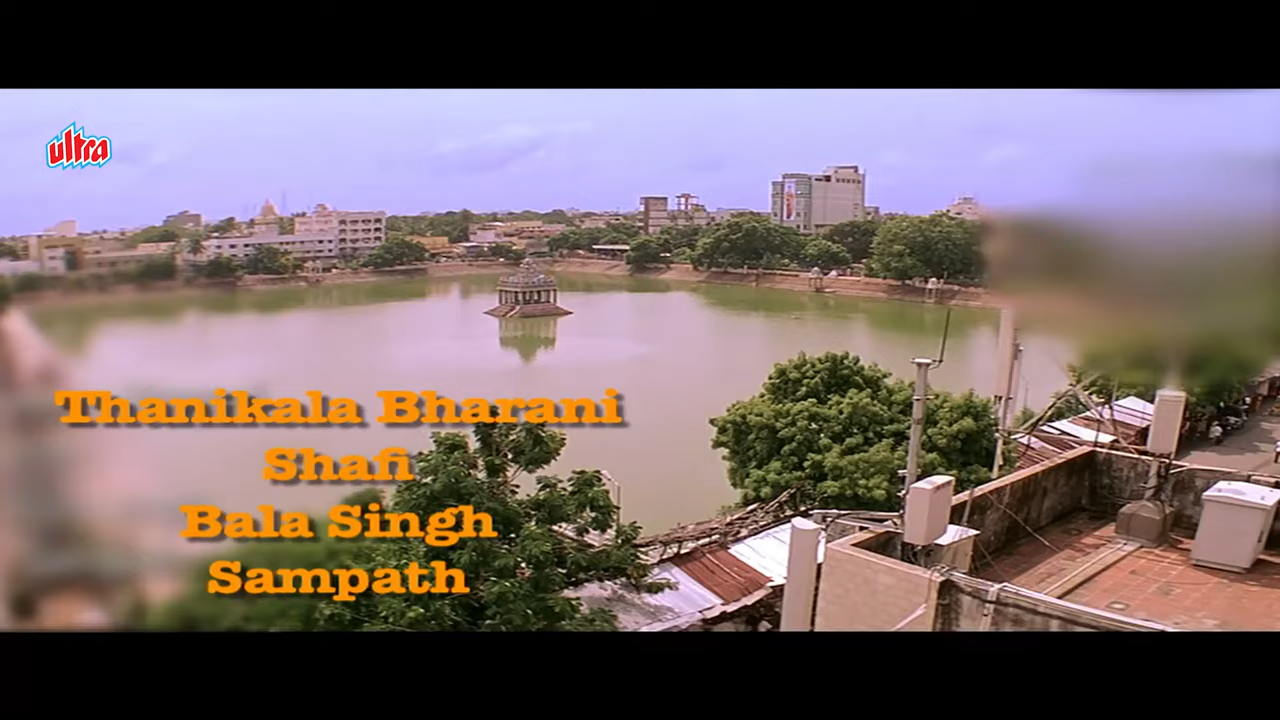 ultra
Thanikala Bharani
Shafi
Bala Singh
Sampath